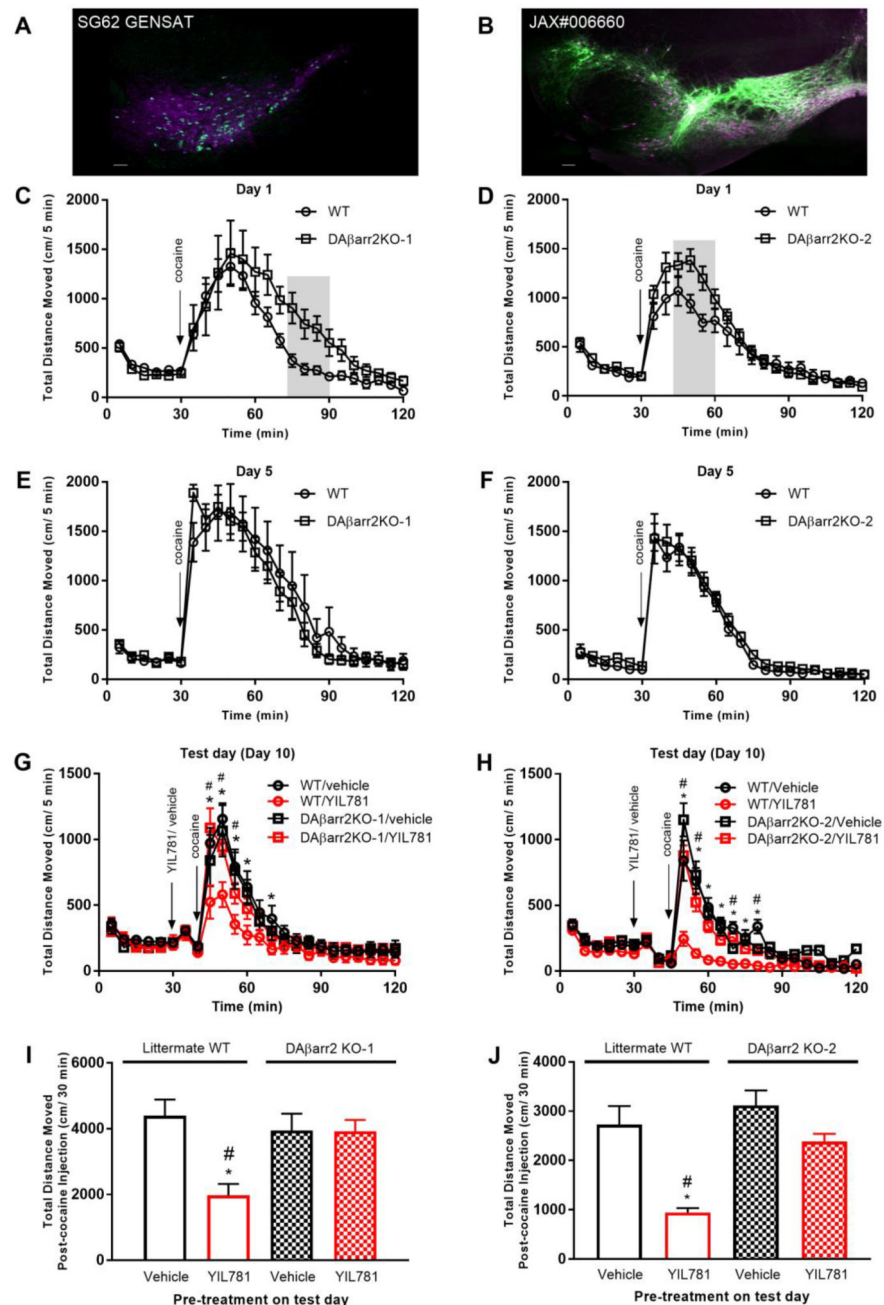 A
SG62 GENSAT
B
JAX#006660
C
Day 1
WT
DAβarr2KO-1
cocaine
Total Distance Moved (cm/ 5 min)
2000
1500
1000
500
0
0
30
60
90
120
Time (min)
D
Day 1
WT
DAβarr2KO-2
cocaine
Total Distance Moved (cm/ 5 min)
2000
1500
1000
500
0
0
30
60
90
120
Time (min)
E
Day 5
WT
DAβarr2KO-1
cocaine
Total Distance Moved (cm/ 5 min)
2000
1500
1000
500
0
0
30
60
90
120
Time (min)
F
Day 5
WT
DAβarr2KO-2
cocaine
Total Distance Moved (cm/ 5 min)
2000
1500
1000
500
0
0
30
60
90
120
Time (min)
G
Test day (Day 10)
WT/vehicle
WT/YIL781
DAβarr2KO-1/vehicle
DAβarr2KO-1/YIL781
YIL781/ vehicle
cocaine
# # # * * * * *
Total Distance Moved (cm/ 5 min)
1500
1000
500
0
0
30
60
90
120
Time (min)
H
Test day (Day 10)
WT/Vehicle
WT/YIL781
DAβarr2KO-2/Vehicle
DAβarr2KO-2/YIL781
YIL781/ vehicle
cocaine
# # # # * * * * * * *
Total Distance Moved (cm/ 5 min)
1500
1000
500
0
0
30
60
90
120
Time (min)
I
Littermate WT
DAβarr2 KO-1
Total Distance Moved
Post-cocaine Injection (cm/ 30 min)
6000
4000
2000
0
#
*
Vehicle
YIL781
Vehicle
YIL781
Pre-treatment on test day
J
Littermate WT
DAβarr2 KO-2
Total Distance Moved
Post-cocaine Injection (cm/ 30 min)
4000
3000
2000
1000
0
#
*
Vehicle
YIL781
Vehicle
YIL781
Pre-treatment on test day